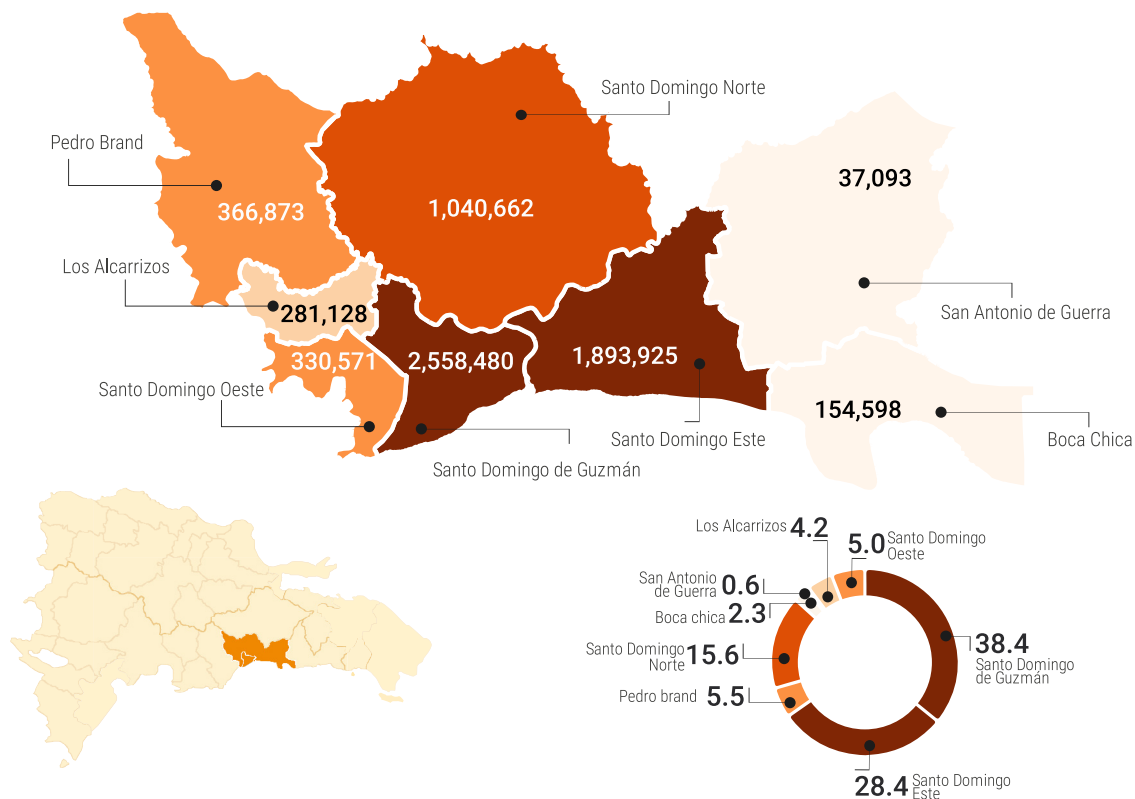 Santo Domingo Norte
Pedro Brand
37,093
366,873
1,040,662
Los Alcarrizos
281,128
San Antonio de Guerra
330,571
2,558,480
1,893,925
Santo Domingo Oeste
154,598
Santo Domingo Este
Boca Chica
Santo Domingo de Guzmán
Los Alcarrizos 4.2
5.0 Santo Domingo
Oeste
San Antonio
de Guerra 0.6
Boca chica 2.3
Santo Domingo
Norte 15.6
38.4
Santo Domingo
de Guzmán
Pedro brand 5.5
28.4 Santo Domingo
Este